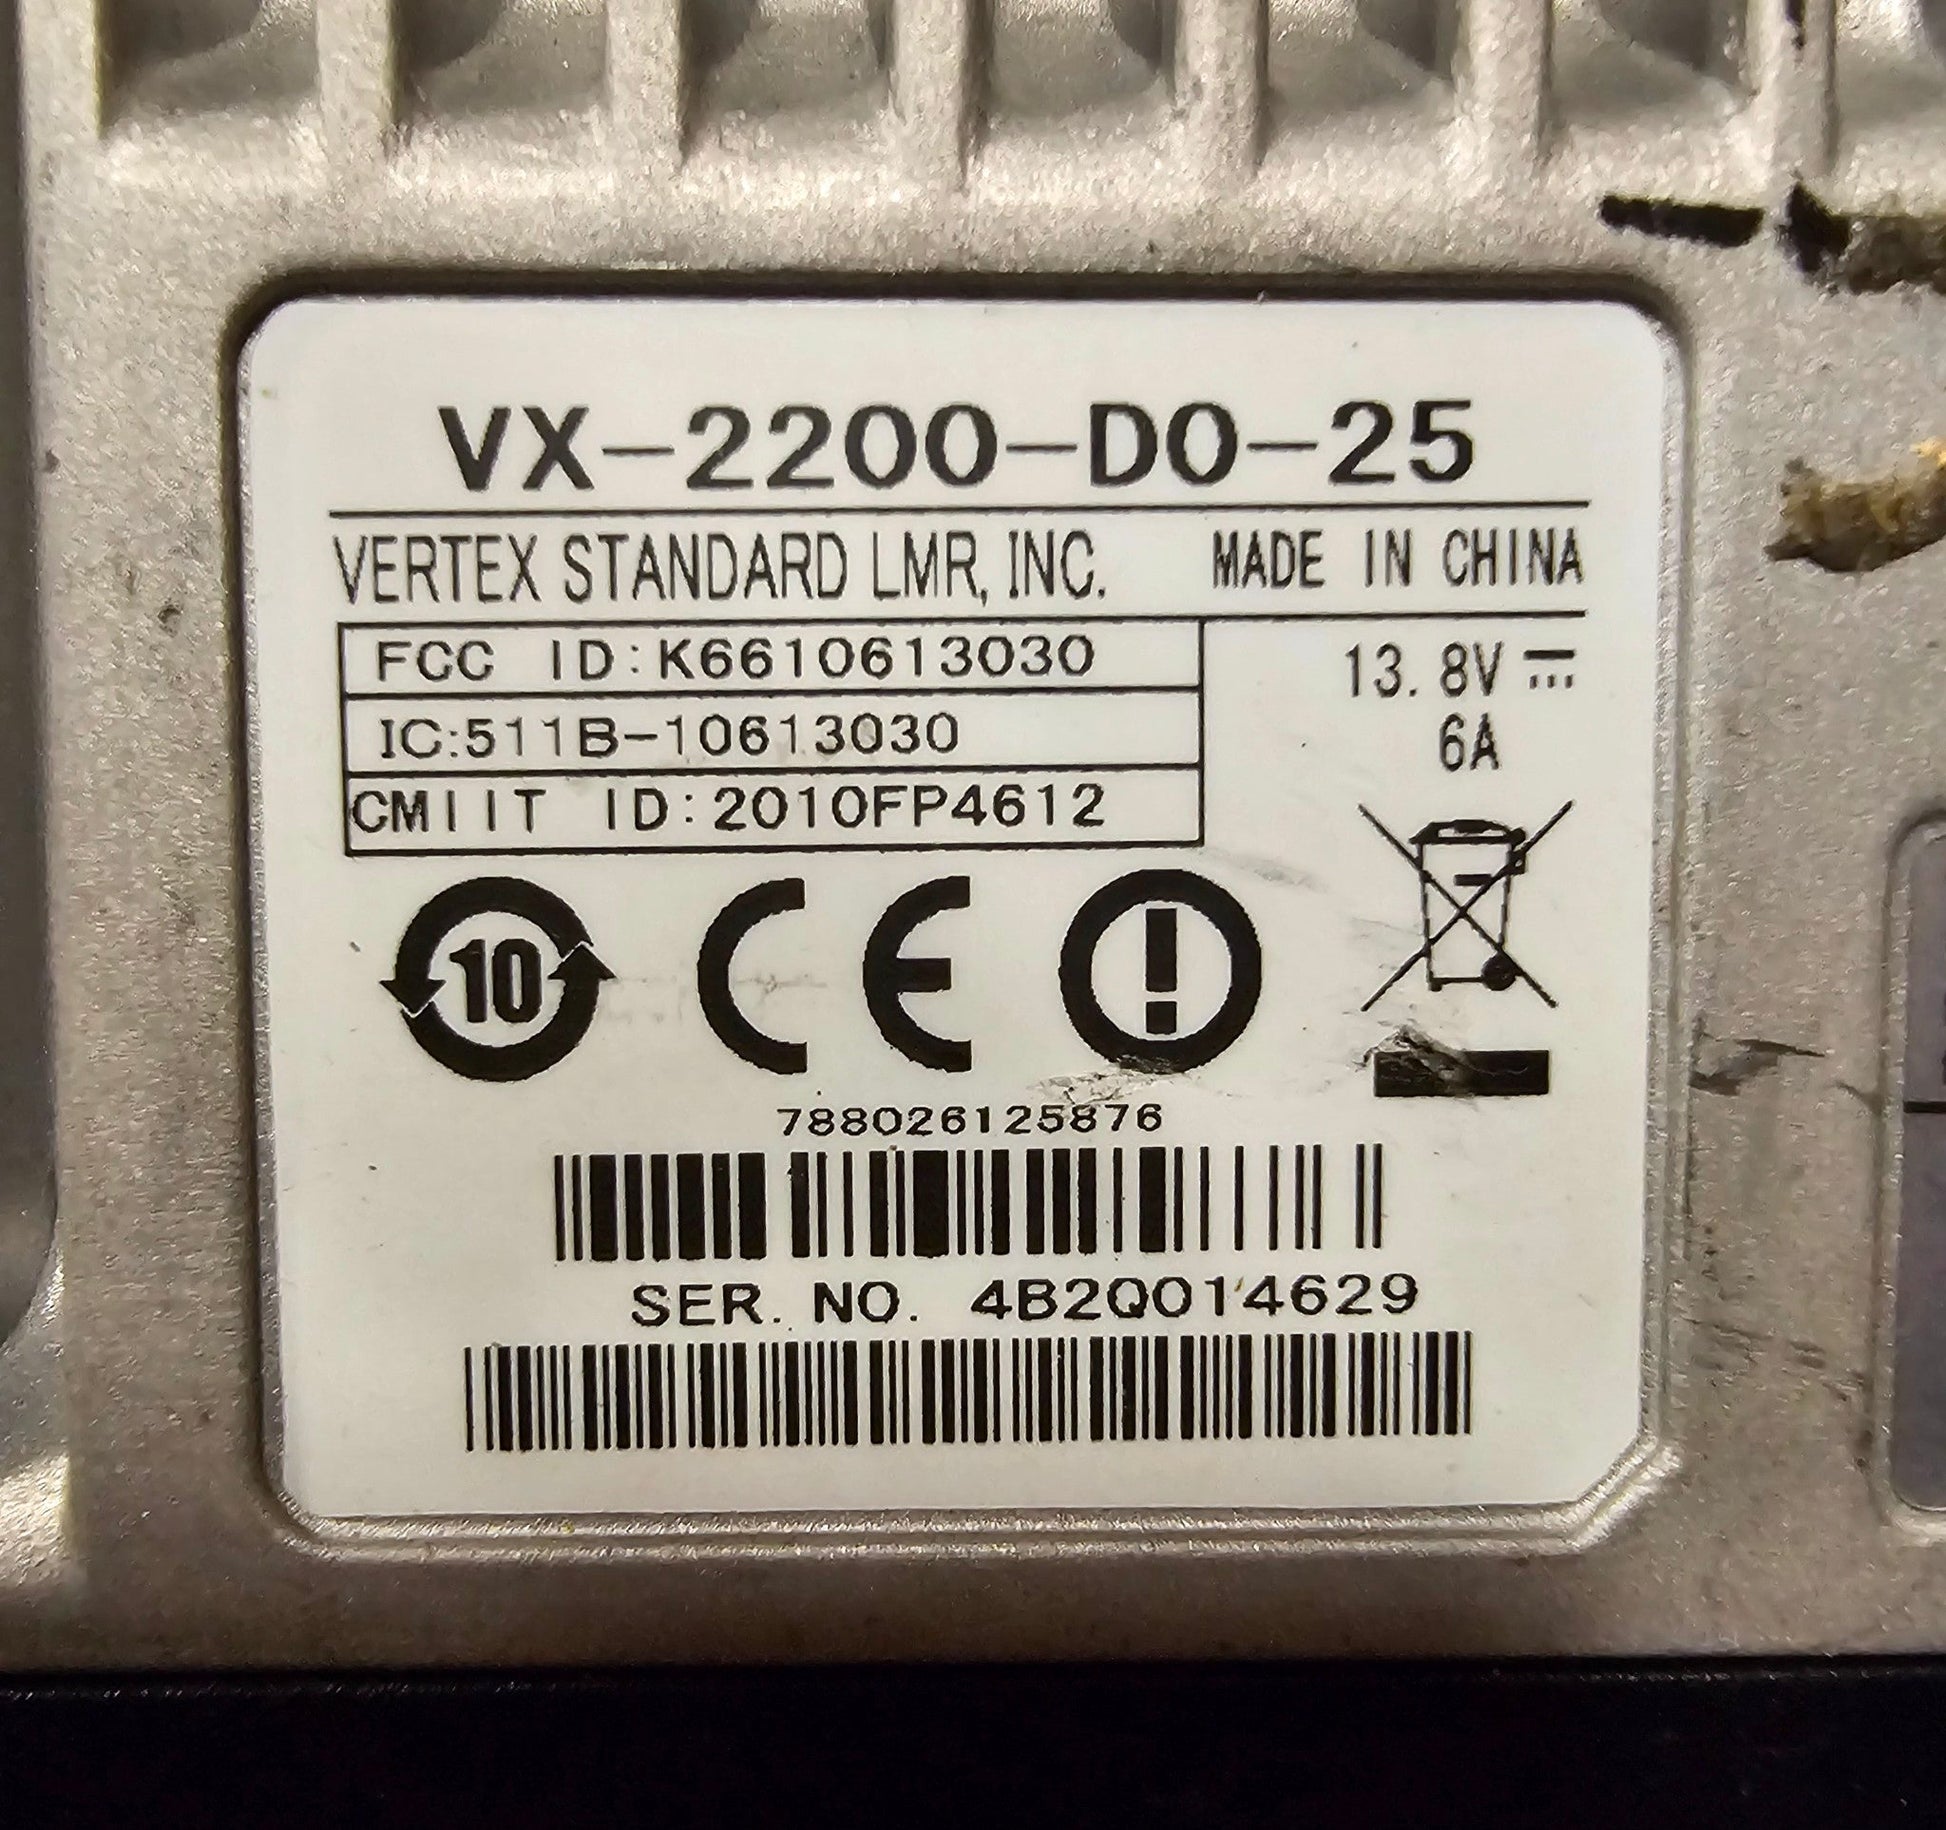 VX-2200-D0-25
VERTEX STANDARD LMR, INC. MADE IN CHINA
FCC ID:K6610613030 13.8V
IC:511B-10613030 6A
CMIIT ID:2010FP4612
10 CE !
788026125876
SER. NO. 4B2Q014629